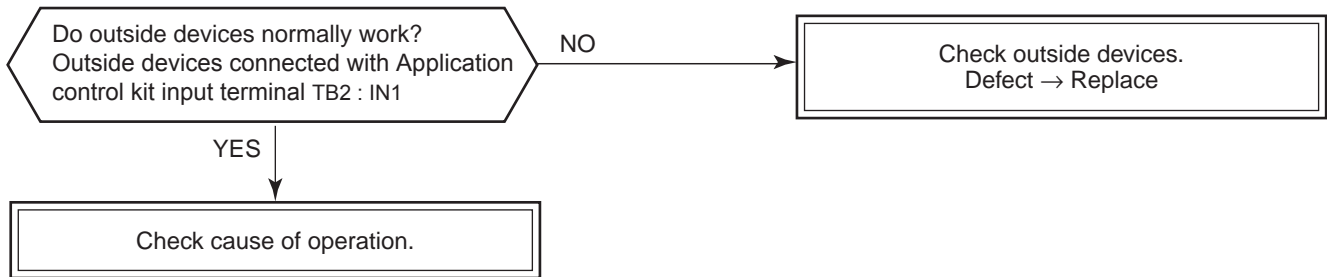 Do outside devices normally work?
Outside devices connected with Application
control kit input terminal TB2 : IN1
NO
Check outside devices.
Defect → Replace
YES
Check cause of operation.